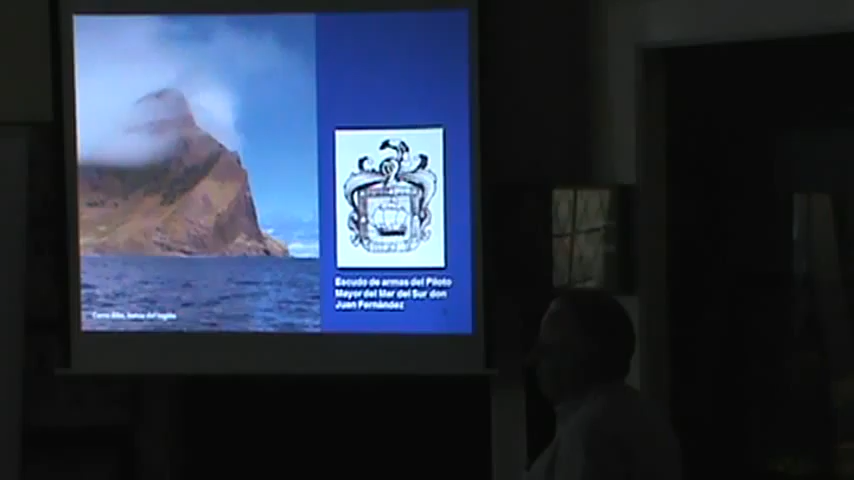 Escudo de armas del Piloto
Mayor del Mar del Sur don
Juan Fernández